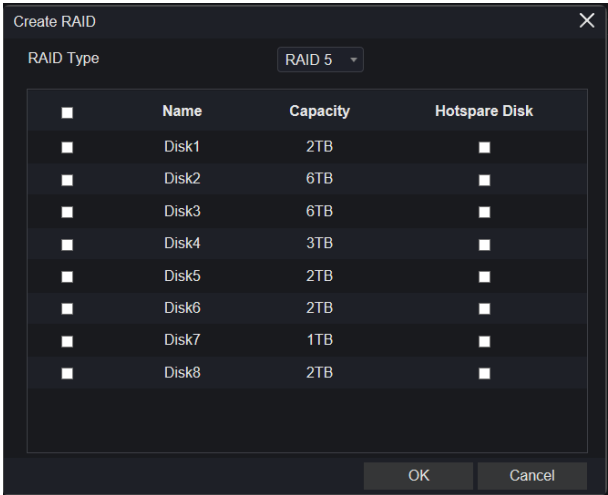 Create RAID
RAID Type RAID 5
Name Capacity Hotspare Disk
Disk1 2TB
Disk2 6TB
Disk3 6TB
Disk4 3TB
Disk5 2TB
Disk6 2TB
Disk7 1TB
Disk8 2TB
OK Cancel